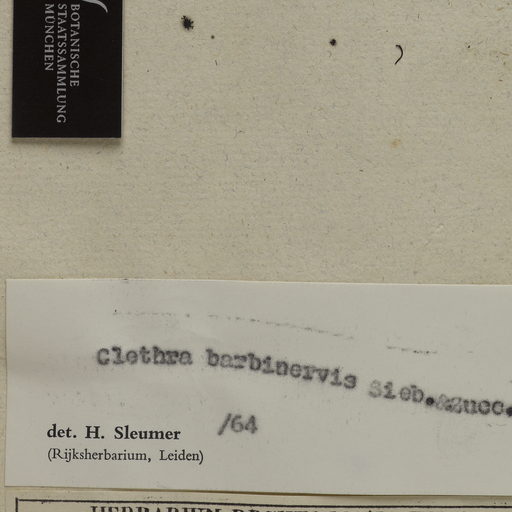 BOTANISCHE
STAATSSAMMLUNG
MÜNCHEN
Clethra barbinervis Sieb.&zucc.
det. H. Sleumer /64
(Rijksherbarium, Leiden)